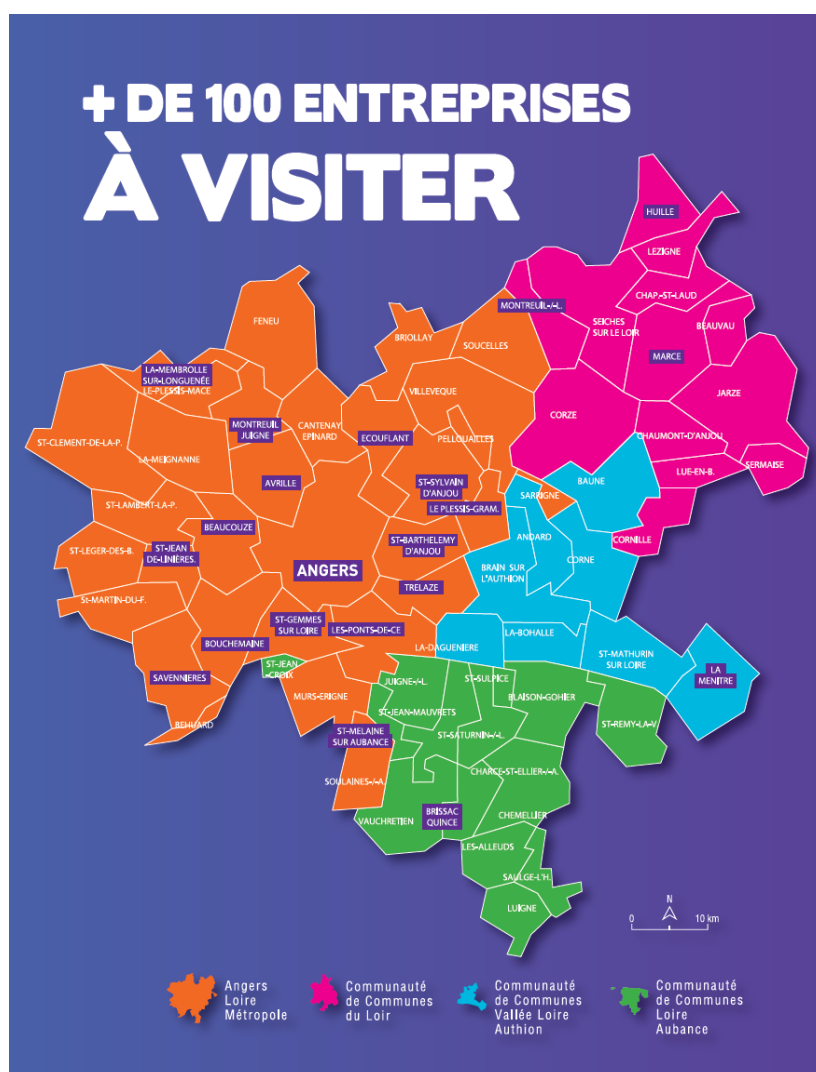 + DE 100 ENTREPRISES
À VISITER
HUILLE
LEZIGNE
CHAP.-ST-LAUD
MONTREUIL-/-L.
SEICHES
SUR LE LOIR
BEAUVAU
MARCE
FENEU
BRIOLLAY
SOUCELLES
LA-MEMBROLLE
SUR-LONGUENÉE
LE-PLESSIS-MACE
VILLEVEQUE
JARZE
CORZE
MONTREUIL
JUIGNE
CANTENAY
EPINARD
ECOUFLANT
PELLOUAILLES
CHAUMONT-D'ANJOU
ST-CLEMENT-DE-LA-P.
LA-MEIGNANNE
LUE-EN-B.
SERMAISE
AVRILLE
ST-SYLVAIN
D'ANJOU
BAUNE
SARRIGNE
ST-LAMBERT-LA-P.
LE PLESSIS-GRAM.
BEAUCOUZE
ANDARD
CORNILLE
ST-LEGER-DES-B.
ST-JEAN
DE-LINIÈRES.
ST-BARTHELEMY
D'ANJOU
ANGERS
BRAIN SUR
L'AUTHION
CORNE
TRELAZE
St-MARTIN-DU-F.
ST-GEMMES
SUR LOIRE
LES-PONTS-DE-CE
LA-BOHALLE
BOUCHEMAINE
LA-DAGUENIERE
ST-MATHURIN
SUR LOIRE
ST-JEAN
-CROIX
SAVENNIERES
JUIGNE-/-L.
ST-SULPICE
LA
MENITRE
MURS-ERIGNE
BLAISON-GOHIER
ST-JEAN-MAUVRETS
BEHUARD
ST-REMY-LA-V.
ST-MELAINE
SUR AUBANCE
ST-SATURNIN-/-L.
SOULAINES-/-A.
CHARCE-ST-ELLIER-/-A.
VAUCHRETIEN
BRISSAC
QUINCE
CHEMELLIER
LES-ALLEUDS
SAULGE-L'H.
LUIGNE
N
0 10 km
Angers
Loire
Métropole
Communauté
de Communes
du Loir
Communauté
de Communes
Vallée Loire
Authion
Communauté
de Communes
Loire
Aubance